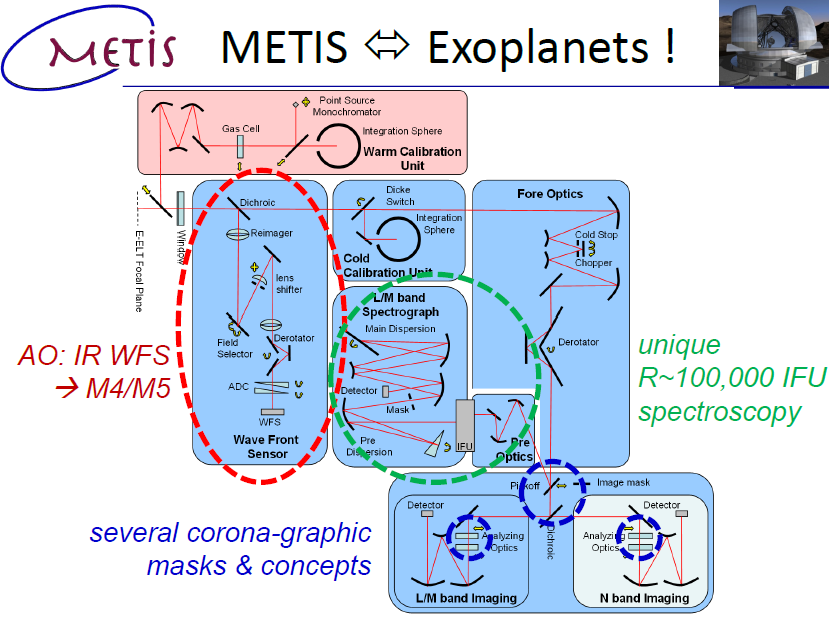 METIS
METIS ⇔ Exoplanets !
Point Source
Monochromator
Gas Cell
Integration Sphere
Warm Calibration
Unit
Dichroic
Reimager
lens
shifter
Field
Selector
Derotator
ADC
WFS
Wave Front
Sensor
Window
E-ELT Focal Plane
Dicke
Switch
Integration
Sphere
Cold
Calibration Unit
Fore Optics
Cold Stop
Chopper
Derotator
L/M band
Spectrograph
Main Dispersion
Detector
Mask
Pre
Dispersion
IFU
Pre
Optics
AO: IR WFS
→ M4/M5
unique
R~100,000 IFU
spectroscopy
several corona-graphic
masks & concepts
Pickoff
Image mask
Dichroic
Detector
Analyzing
Optics
L/M band Imaging
Detector
Analyzing
Optics
N band Imaging